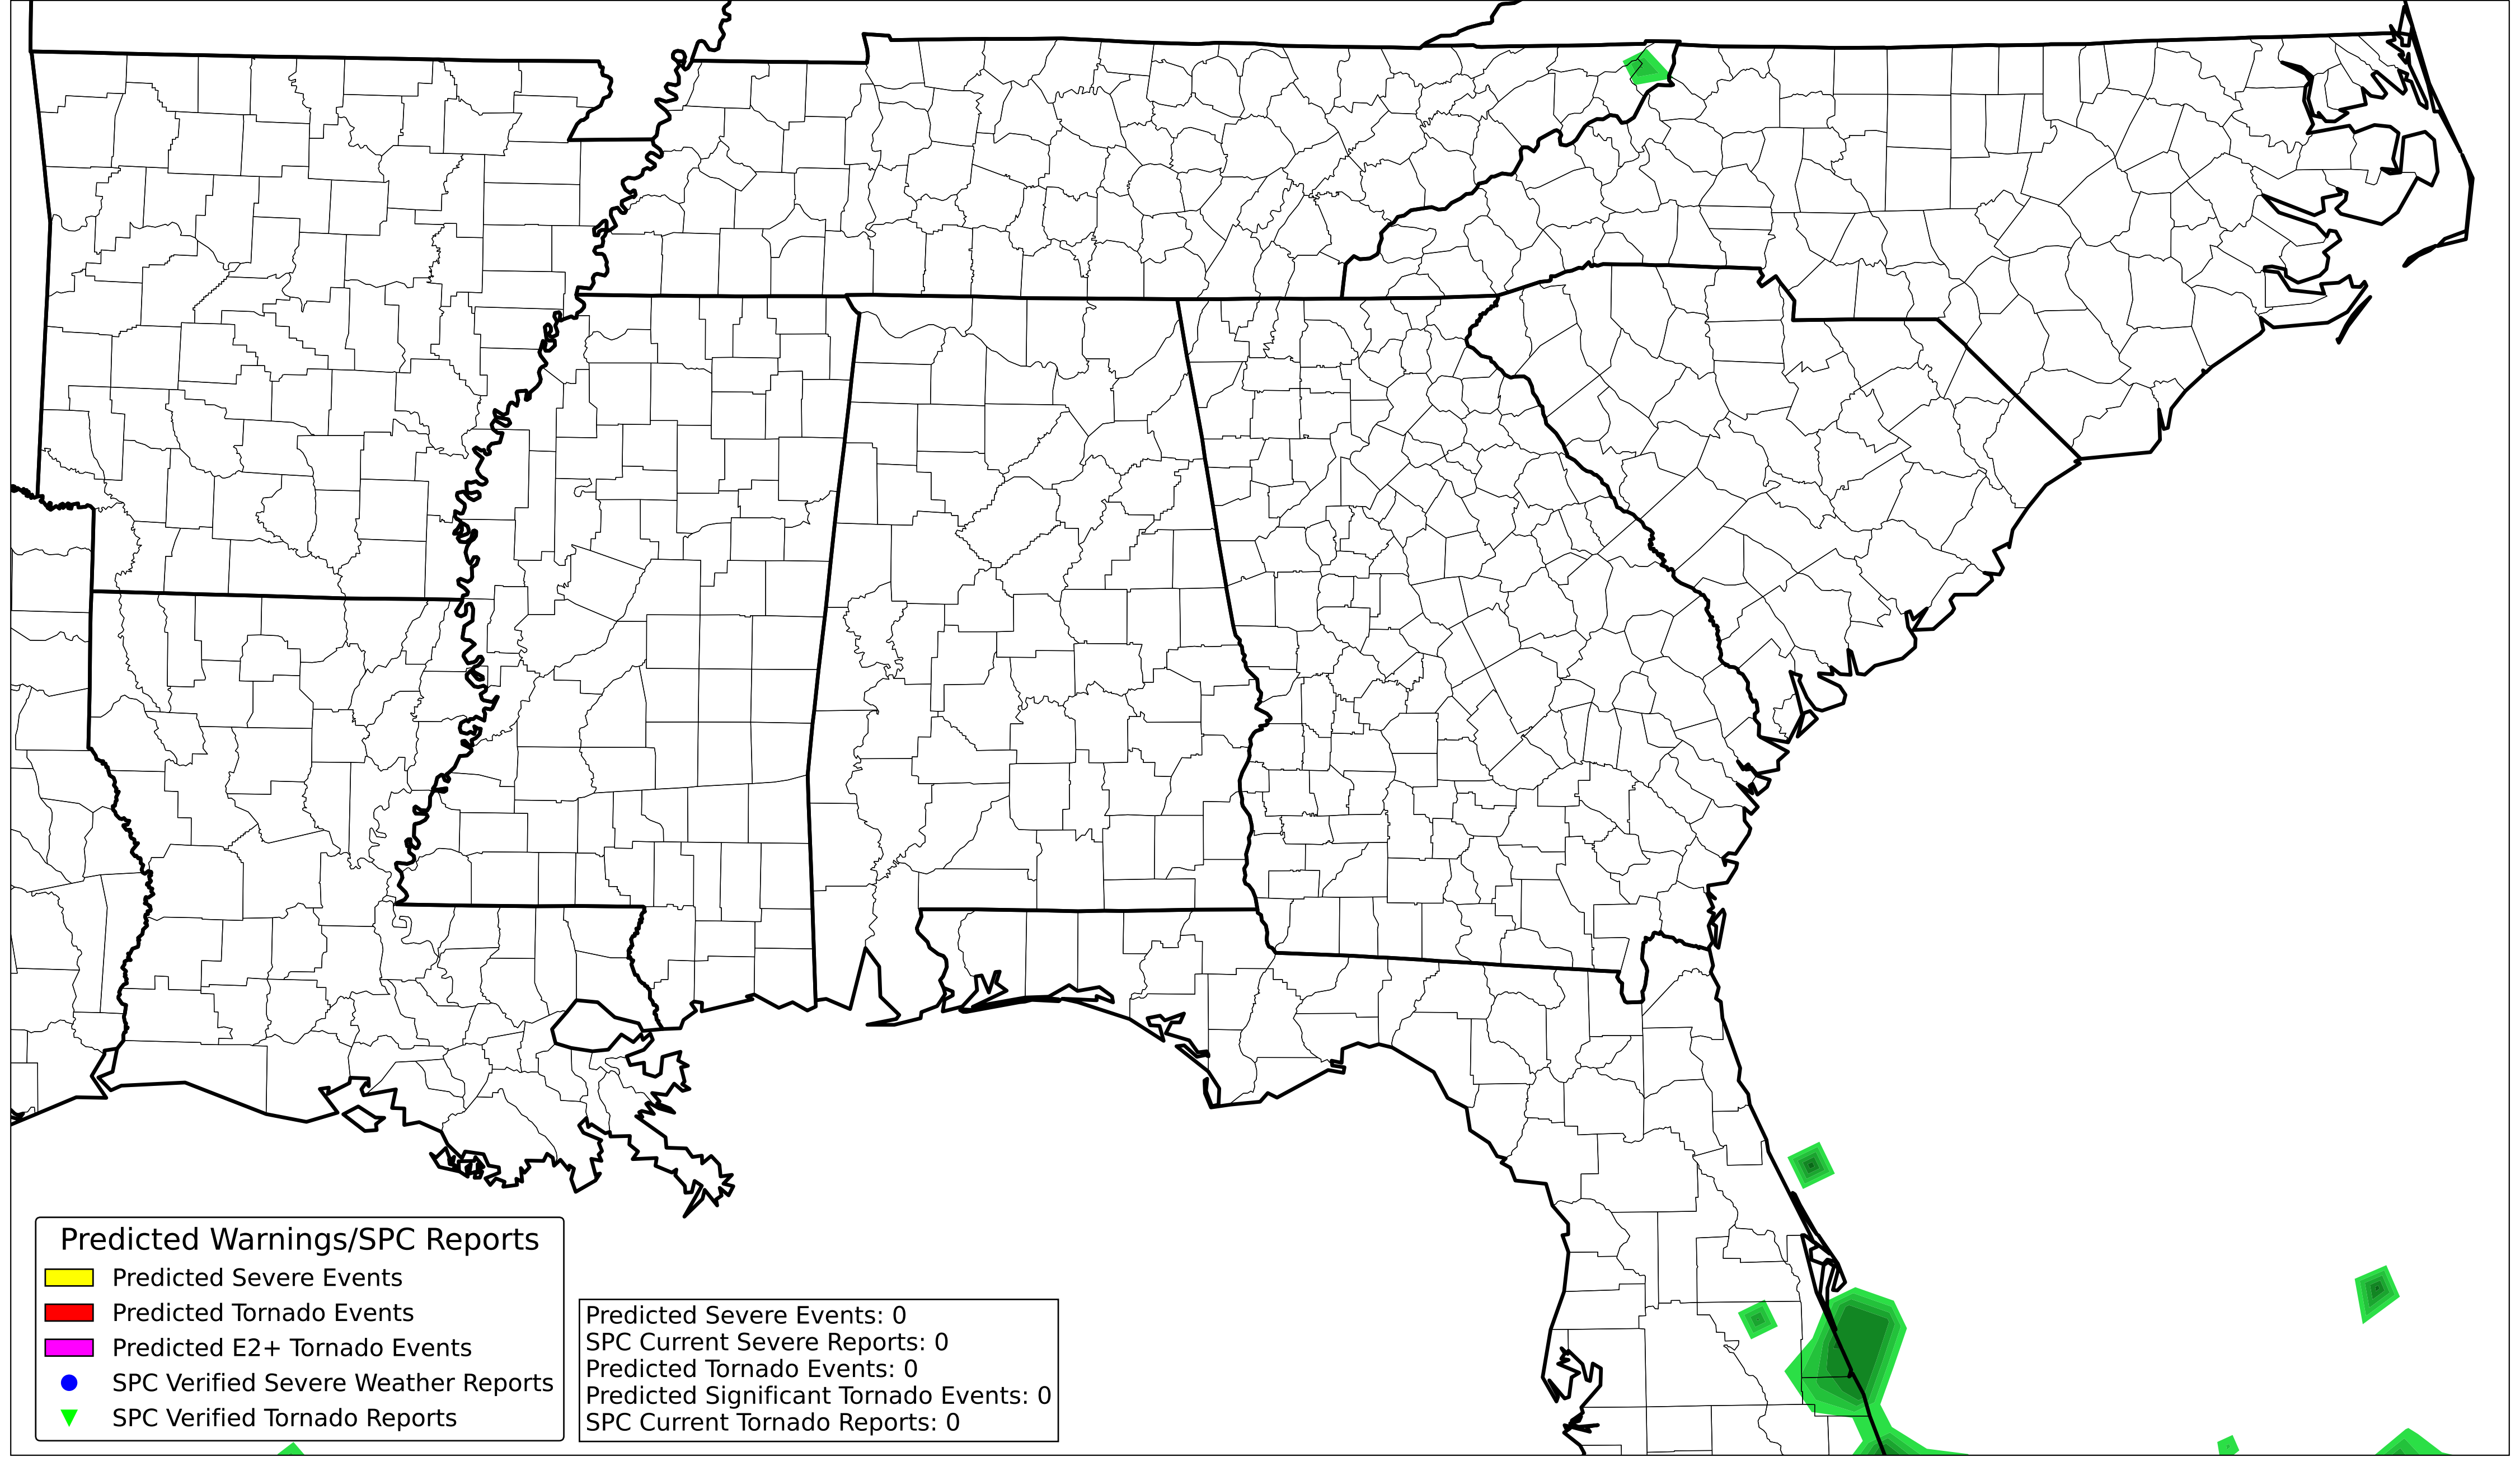 Predicted Warnings/SPC Reports
Predicted Severe Events
Predicted Tornado Events
Predicted E2+ Tornado Events
SPC Verified Severe Weather Reports
SPC Verified Tornado Reports
Predicted Severe Events: 0
SPC Current Severe Reports: 0
Predicted Tornado Events: 0
Predicted Significant Tornado Events: 0
SPC Current Tornado Reports: 0